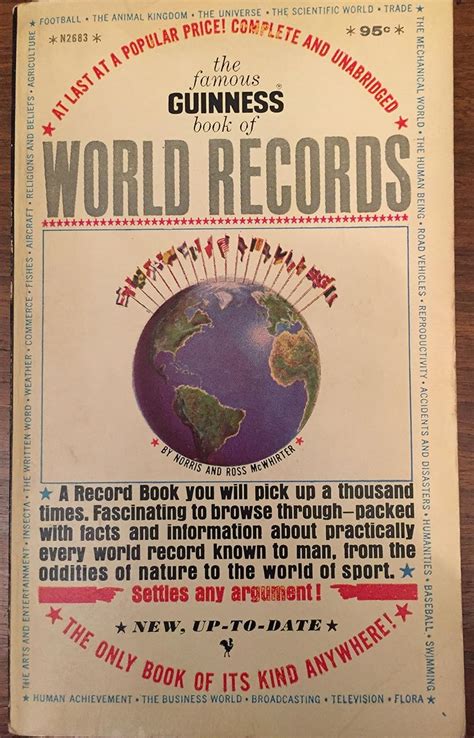 FOOTBALL • THE ANIMAL KINGDOM • THE UNIVERSE • THE SCIENTIFIC WORLD • TRADE
* N2683 *
* 95¢ *
AT LAST AT A POPULAR PRICE! COMPLETE AND UNABRIDGED
the
famous
GUINNESS®
book of
WORLD RECORDS
BY NORRIS AND ROSS McWHIRTER
★ A Record Book you will pick up a thousand
times. Fascinating to browse through—packed
with facts and information about practically
every world record known to man, from the
oddities of nature to the world of sport. ★
Settles any argument!
★ NEW, UP-TO-DATE ★
THE ONLY BOOK OF ITS KIND ANYWHERE!
THE ARTS AND ENTERTAINMENT • INSECTA • THE WRITTEN WORD • WEATHER • COMMERCE • FISHES • AIRCRAFT • RELIGIONS AND BELIEFS • AGRICULTURE
THE MECHANICAL WORLD • THE HUMAN BEING • ROAD VEHICLES • REPRODUCTIVITY • ACCIDENTS AND DISASTERS • HUMANITIES • BASEBALL • SWIMMING
HUMAN ACHIEVEMENT • THE BUSINESS WORLD • BROADCASTING • TELEVISION • FLORA